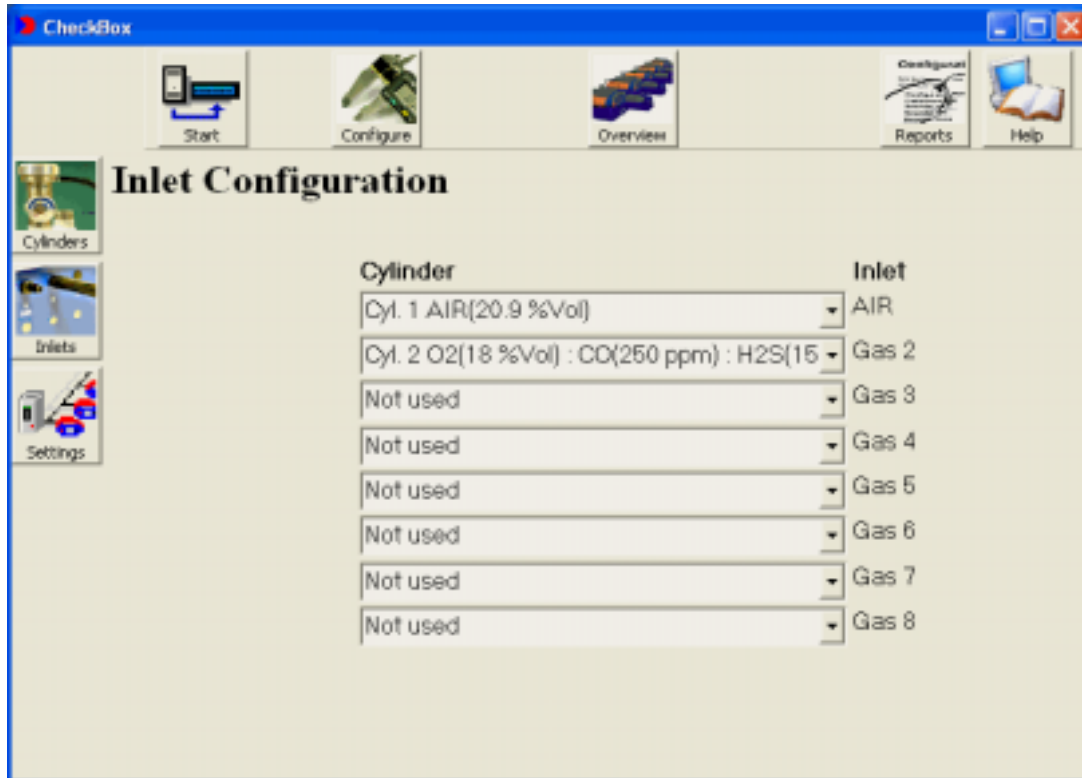 CheckBox
Start
Configure
Overview
Reports
Help
Cylinders
Inlets
Settings
Inlet Configuration
Cylinder Inlet
Cyl. 1 AIR(20.9 %Vol) AIR
Cyl. 2 O2(18 %Vol) : CO(250 ppm) : H2S(15 Gas 2
Not used Gas 3
Not used Gas 4
Not used Gas 5
Not used Gas 6
Not used Gas 7
Not used Gas 8